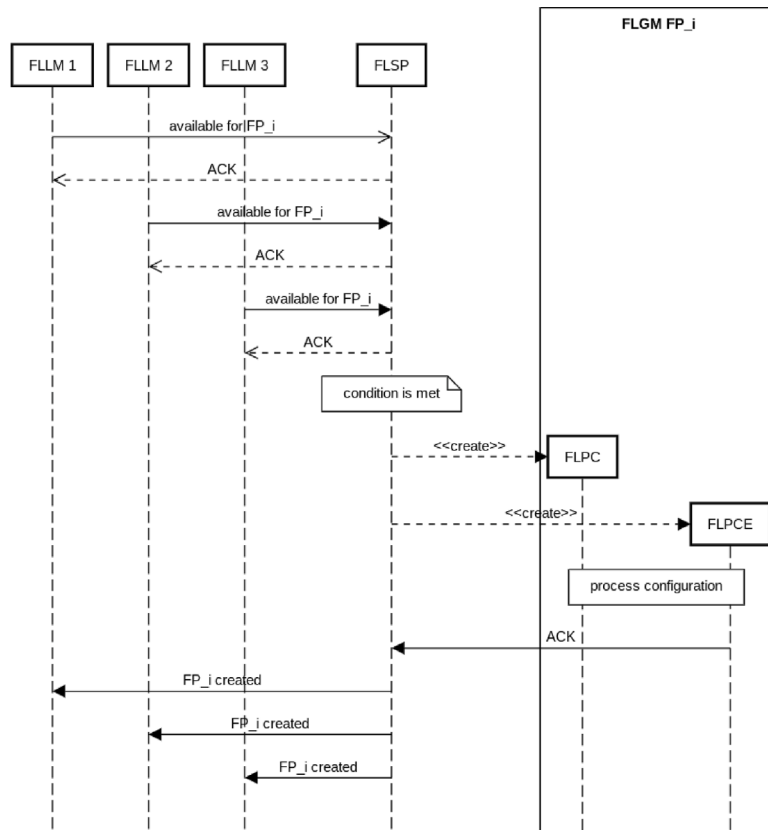 FLGM FP_i
FLLM 1
FLLM 2
FLLM 3
FLSP
available for FP_i
ACK
available for FP_i
ACK
available for FP_i
ACK
condition is met
<<create>>
FLPC
<<create>>
FLPCE
process configuration
ACK
FP_i created
FP_i created
FP_i created